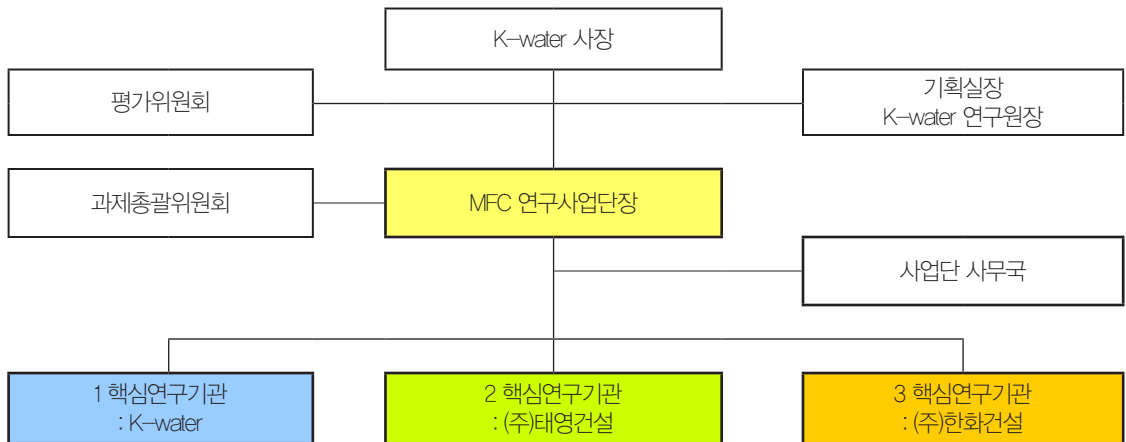 K-water 사장
평가위원회
기획실장
K-water 연구원장
과제총괄위원회
MFC 연구사업단장
사업단 사무국
1 핵심연구기관
: K-water
2 핵심연구기관
: (주)태영건설
3 핵심연구기관
: (주)한화건설